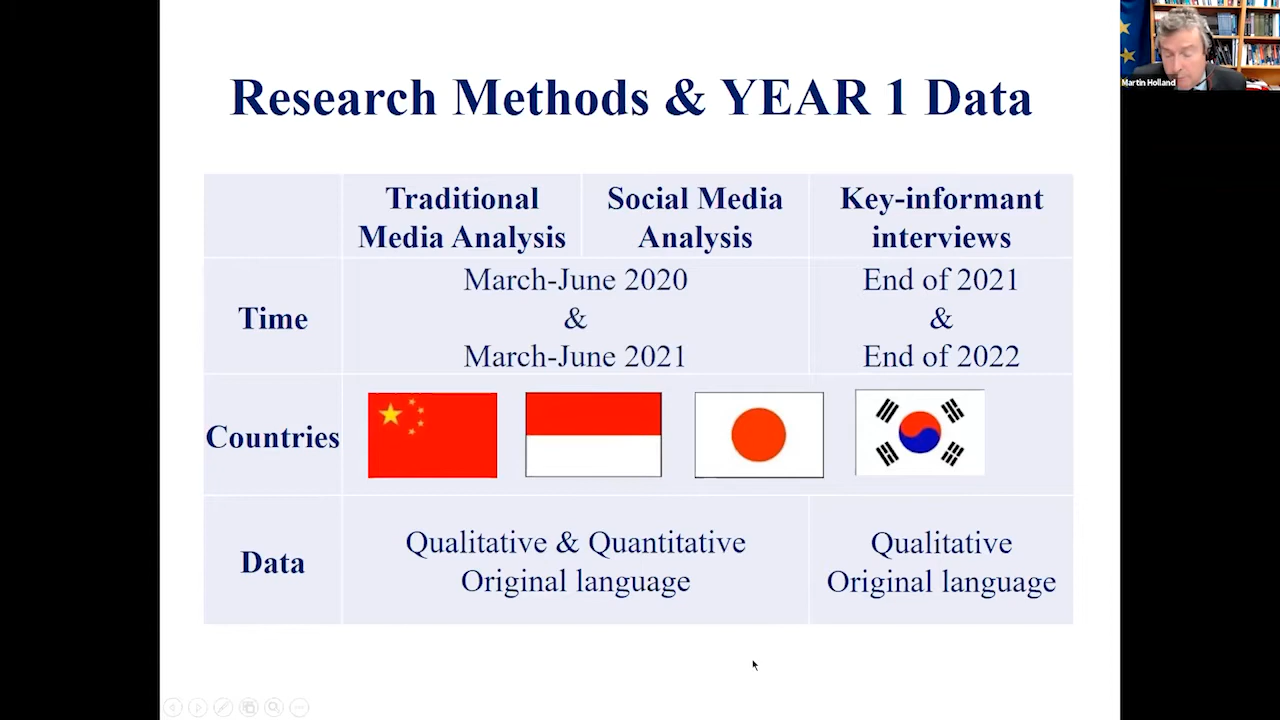 Research Methods & YEAR 1 Data
Traditional
Media Analysis
Social Media
Analysis
Key-informant
interviews
Time
March-June 2020
&
March-June 2021
End of 2021
&
End of 2022
Countries
Data
Qualitative & Quantitative
Original language
Qualitative
Original language
Martin Holland